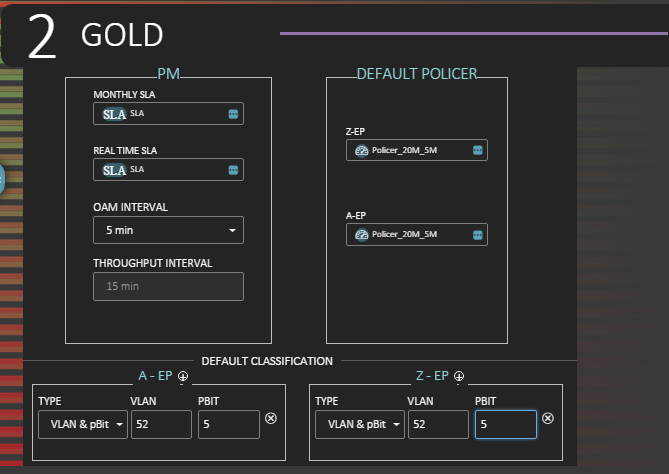 2 GOLD
PM
MONTHLY SLA
SLA SLA
REAL TIME SLA
SLA SLA
OAM INTERVAL
5 min
THROUGHPUT INTERVAL
15 min
DEFAULT POLICER
Z-EP
Policer_20M_5M
A-EP
Policer_20M_5M
DEFAULT CLASSIFICATION
A - EP
TYPE VLAN PBIT
VLAN & pBit 52 5
Z - EP
TYPE VLAN PBIT
VLAN & pBit 52 5